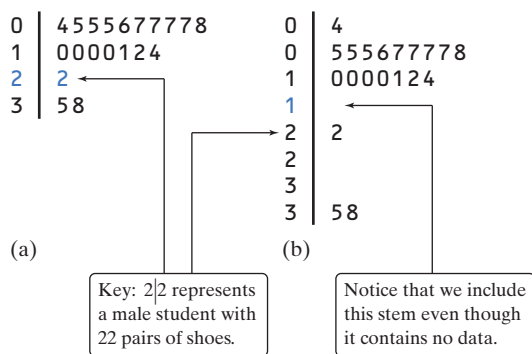 0 4555677778
1 0000124
2 2
3 58
(a)
0 4
0 555677778
1 0000124
1
2 2
2
3
3 58
(b)
Key: 2|2 represents
a male student with
22 pairs of shoes.
Notice that we include
this stem even though
it contains no data.